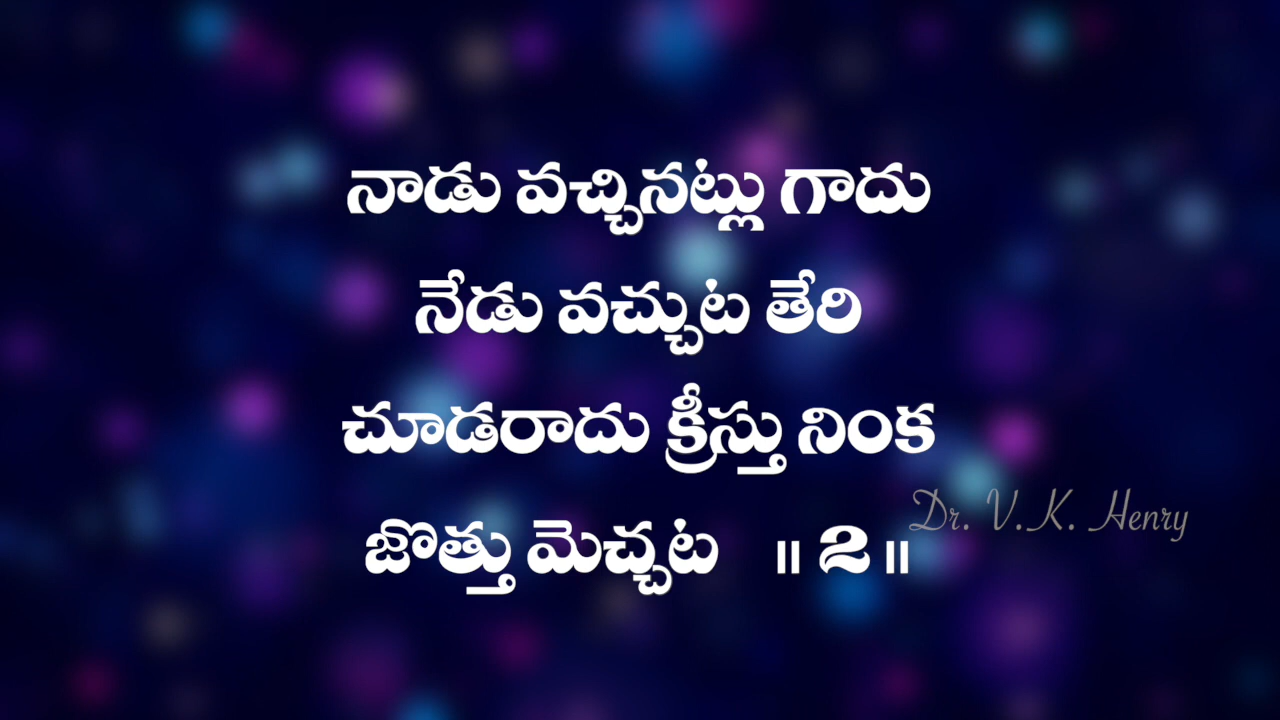 నాడు వచ్చినట్లు గాదు
నేడు వచ్చుట తేరి
చూడరాదు క్రీస్తు నింక
జొత్తు మెచ్చట ॥ 2 ॥
Dr. V.K. Henry